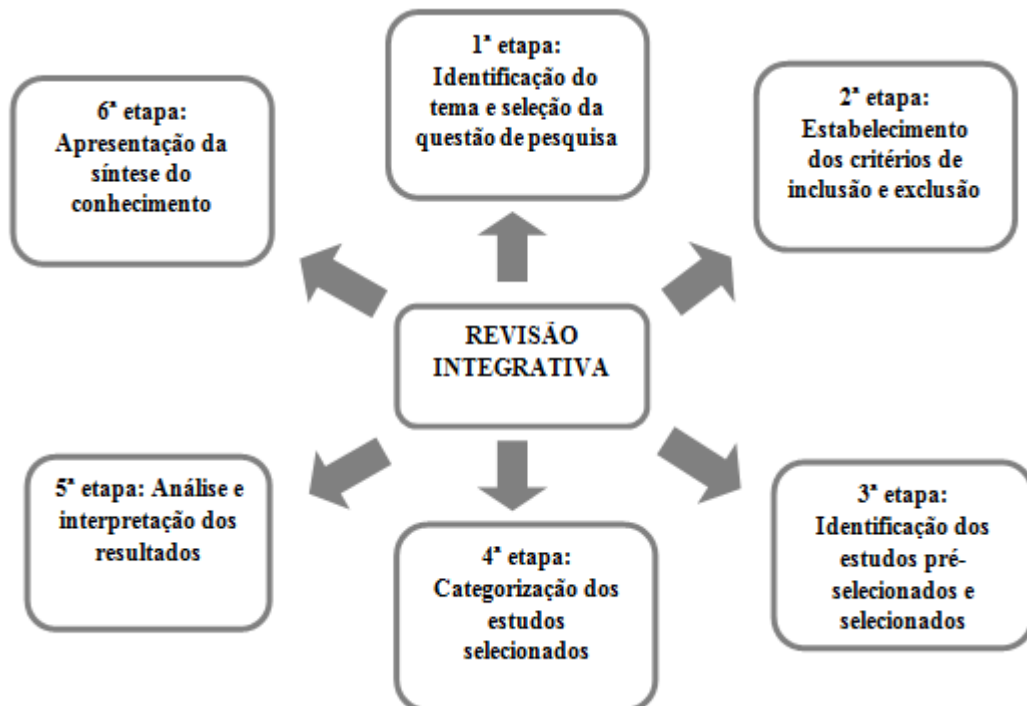 1ª etapa:
Identificação do
tema e seleção da
questão de pesquisa
2ª etapa:
Estabelecimento
dos critérios de
inclusão e exclusão
3ª etapa:
Identificação dos
estudos pré-
selecionados e
selecionados
4ª etapa:
Categorização dos
estudos
selecionados
5ª etapa: Análise e
interpretação dos
resultados
6ª etapa:
Apresentação da
síntese do
conhecimento
REVISÃO
INTEGRATIVA